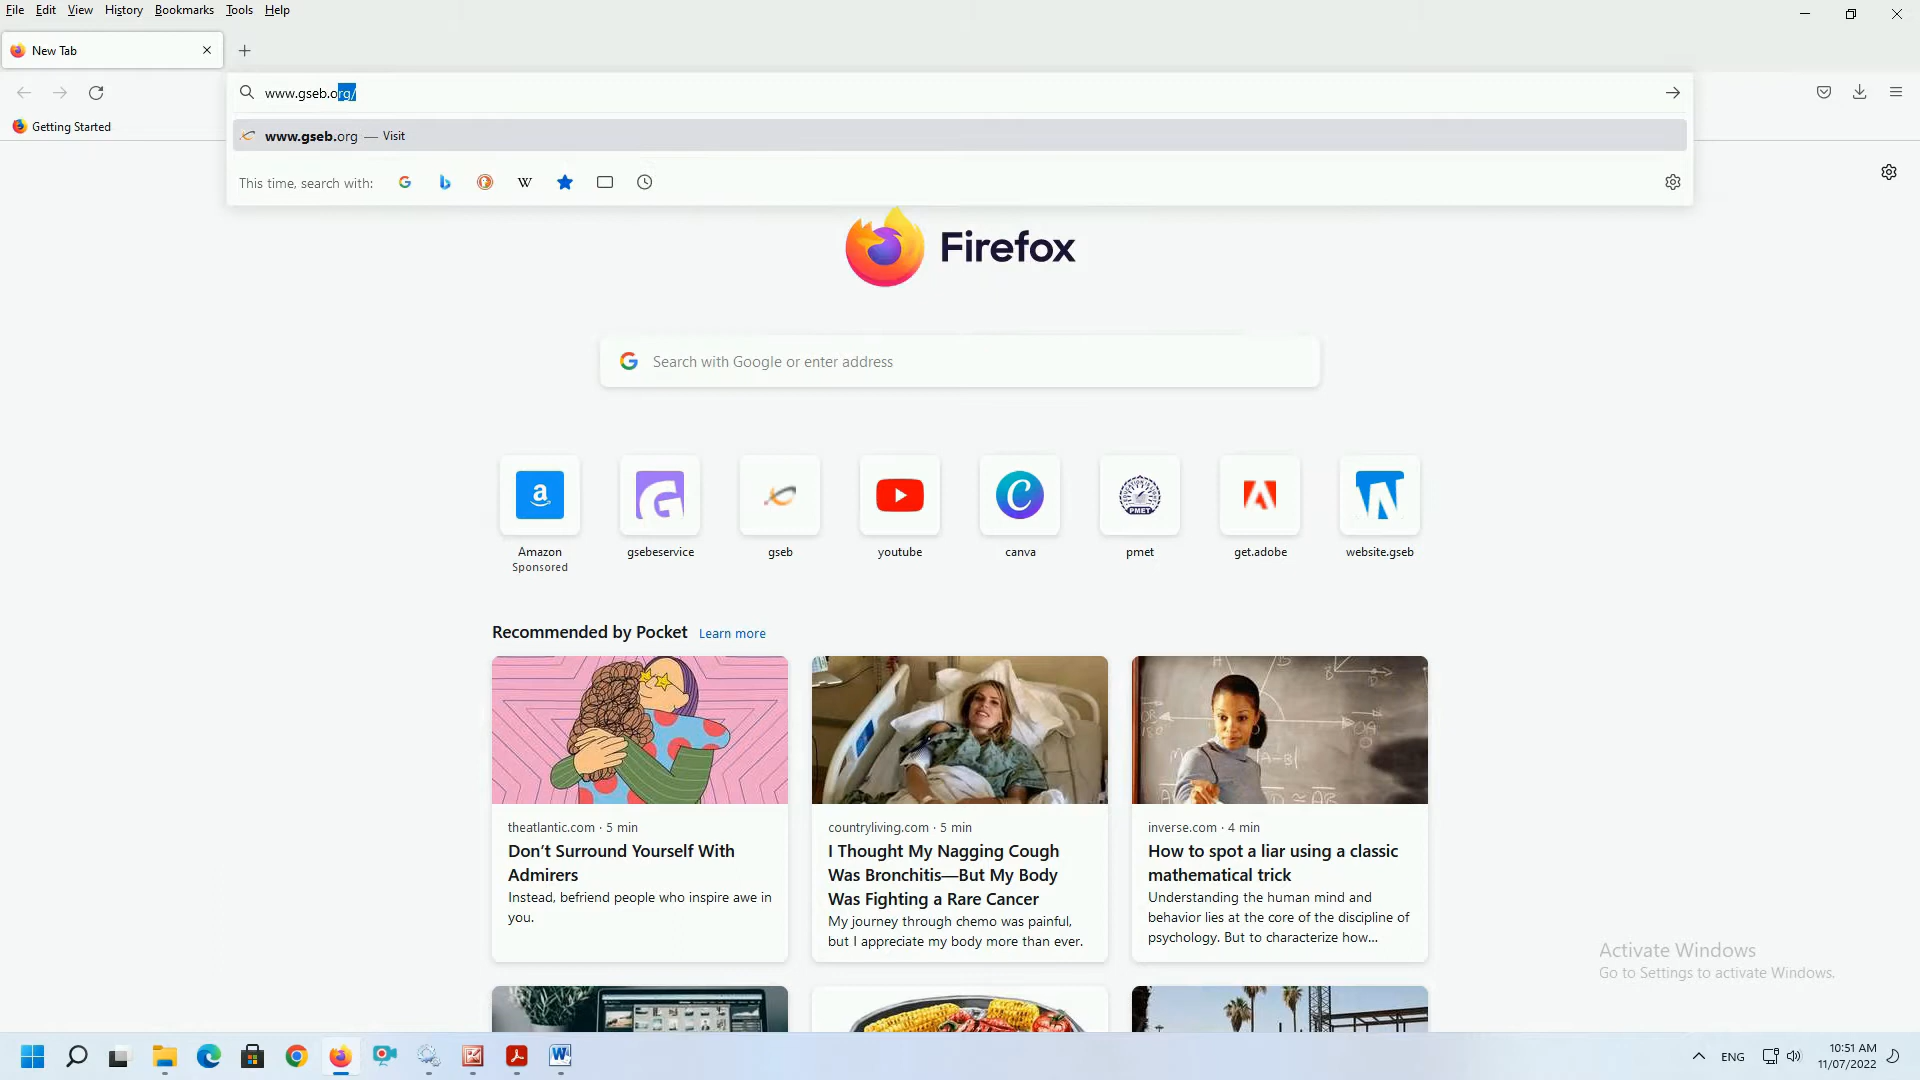 File Edit View History Bookmarks Tools Help
New Tab
www.gseb.org/
Getting Started
www.gseb.org — Visit
This time, search with:
Firefox
Search with Google or enter address
Amazon
Sponsored
gsebeservice
gseb
youtube
canva
pmet
get.adobe
website.gseb
Recommended by Pocket Learn more
theatlantic.com · 5 min
Don’t Surround Yourself With
Admirers
Instead, befriend people who inspire awe in
you.
countryliving.com · 5 min
I Thought My Nagging Cough
Was Bronchitis—But My Body
Was Fighting a Rare Cancer
My journey through chemo was painful,
but I appreciate my body more than ever.
inverse.com · 4 min
How to spot a liar using a classic
mathematical trick
Understanding the human mind and
behavior lies at the core of the discipline of
psychology. But to characterize how...
Activate Windows
Go to Settings to activate Windows.
ENG
10:51 AM
11/07/2022